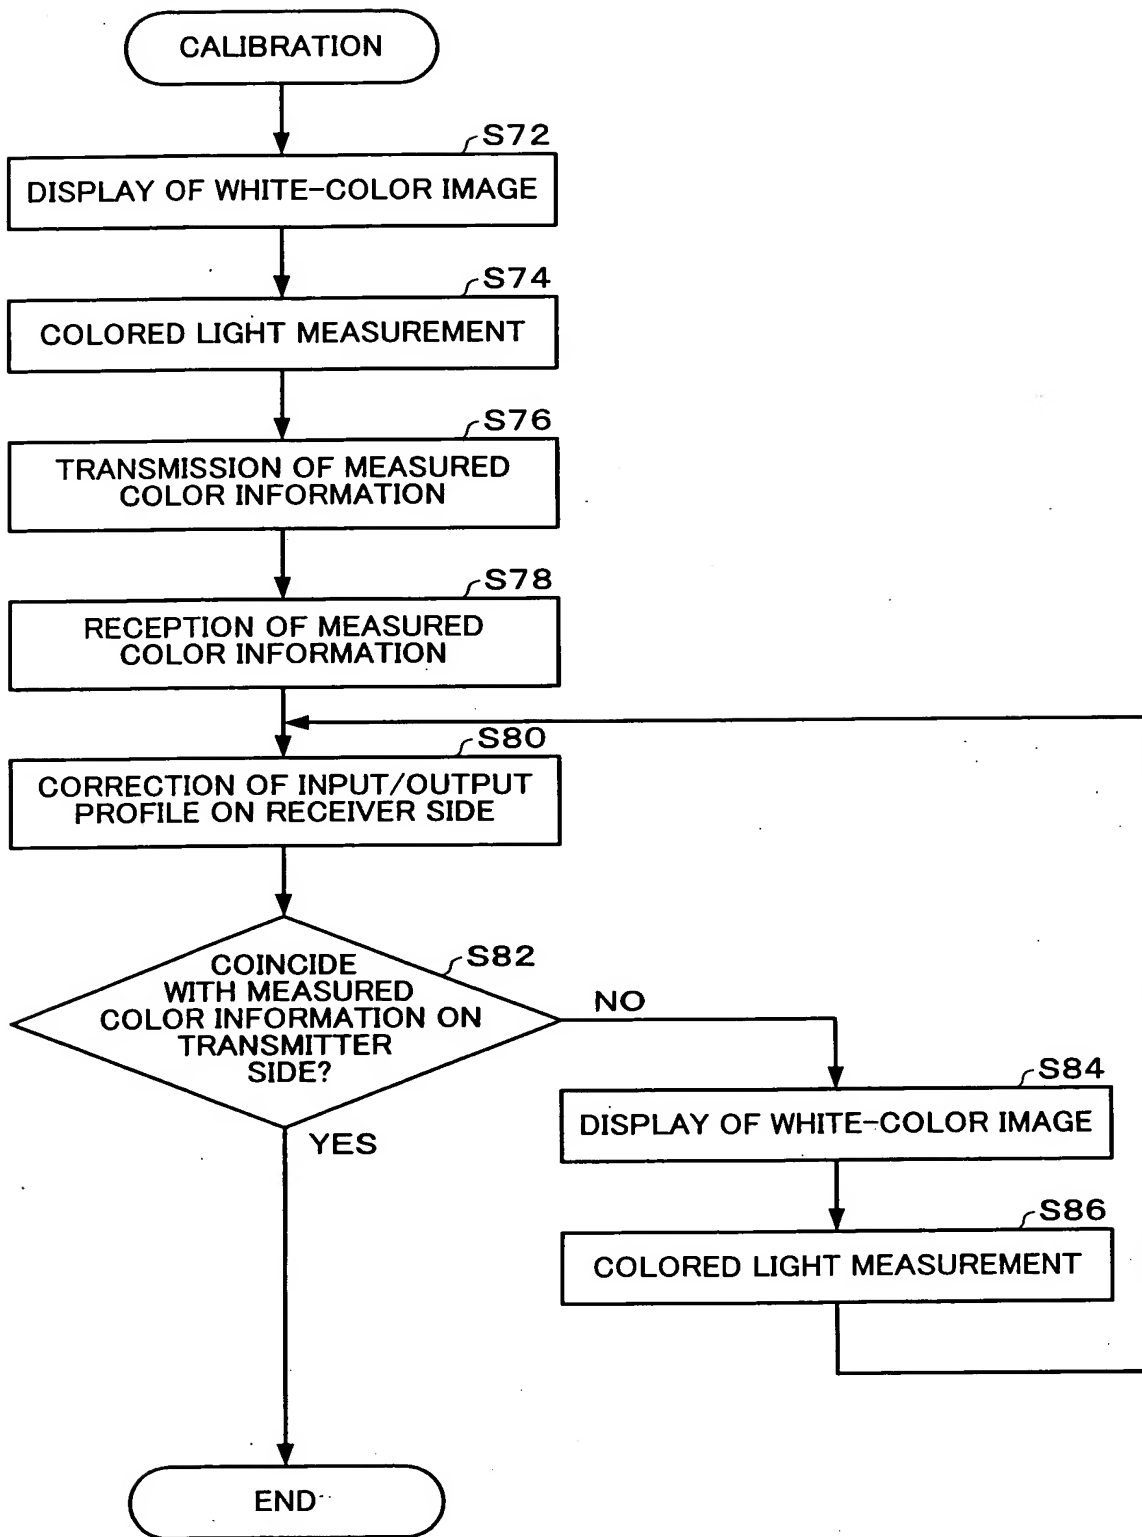 CALIBRATION
S72
DISPLAY OF WHITE-COLOR IMAGE
S74
COLORED LIGHT MEASUREMENT
S76
TRANSMISSION OF MEASURED
COLOR INFORMATION
S78
RECEPTION OF MEASURED
COLOR INFORMATION
S80
CORRECTION OF INPUT/OUTPUT
PROFILE ON RECEIVER SIDE
S82
COINCIDE
WITH MEASURED
COLOR INFORMATION ON
TRANSMITTER
SIDE?
NO
YES
S84
DISPLAY OF WHITE-COLOR IMAGE
S86
COLORED LIGHT MEASUREMENT
END